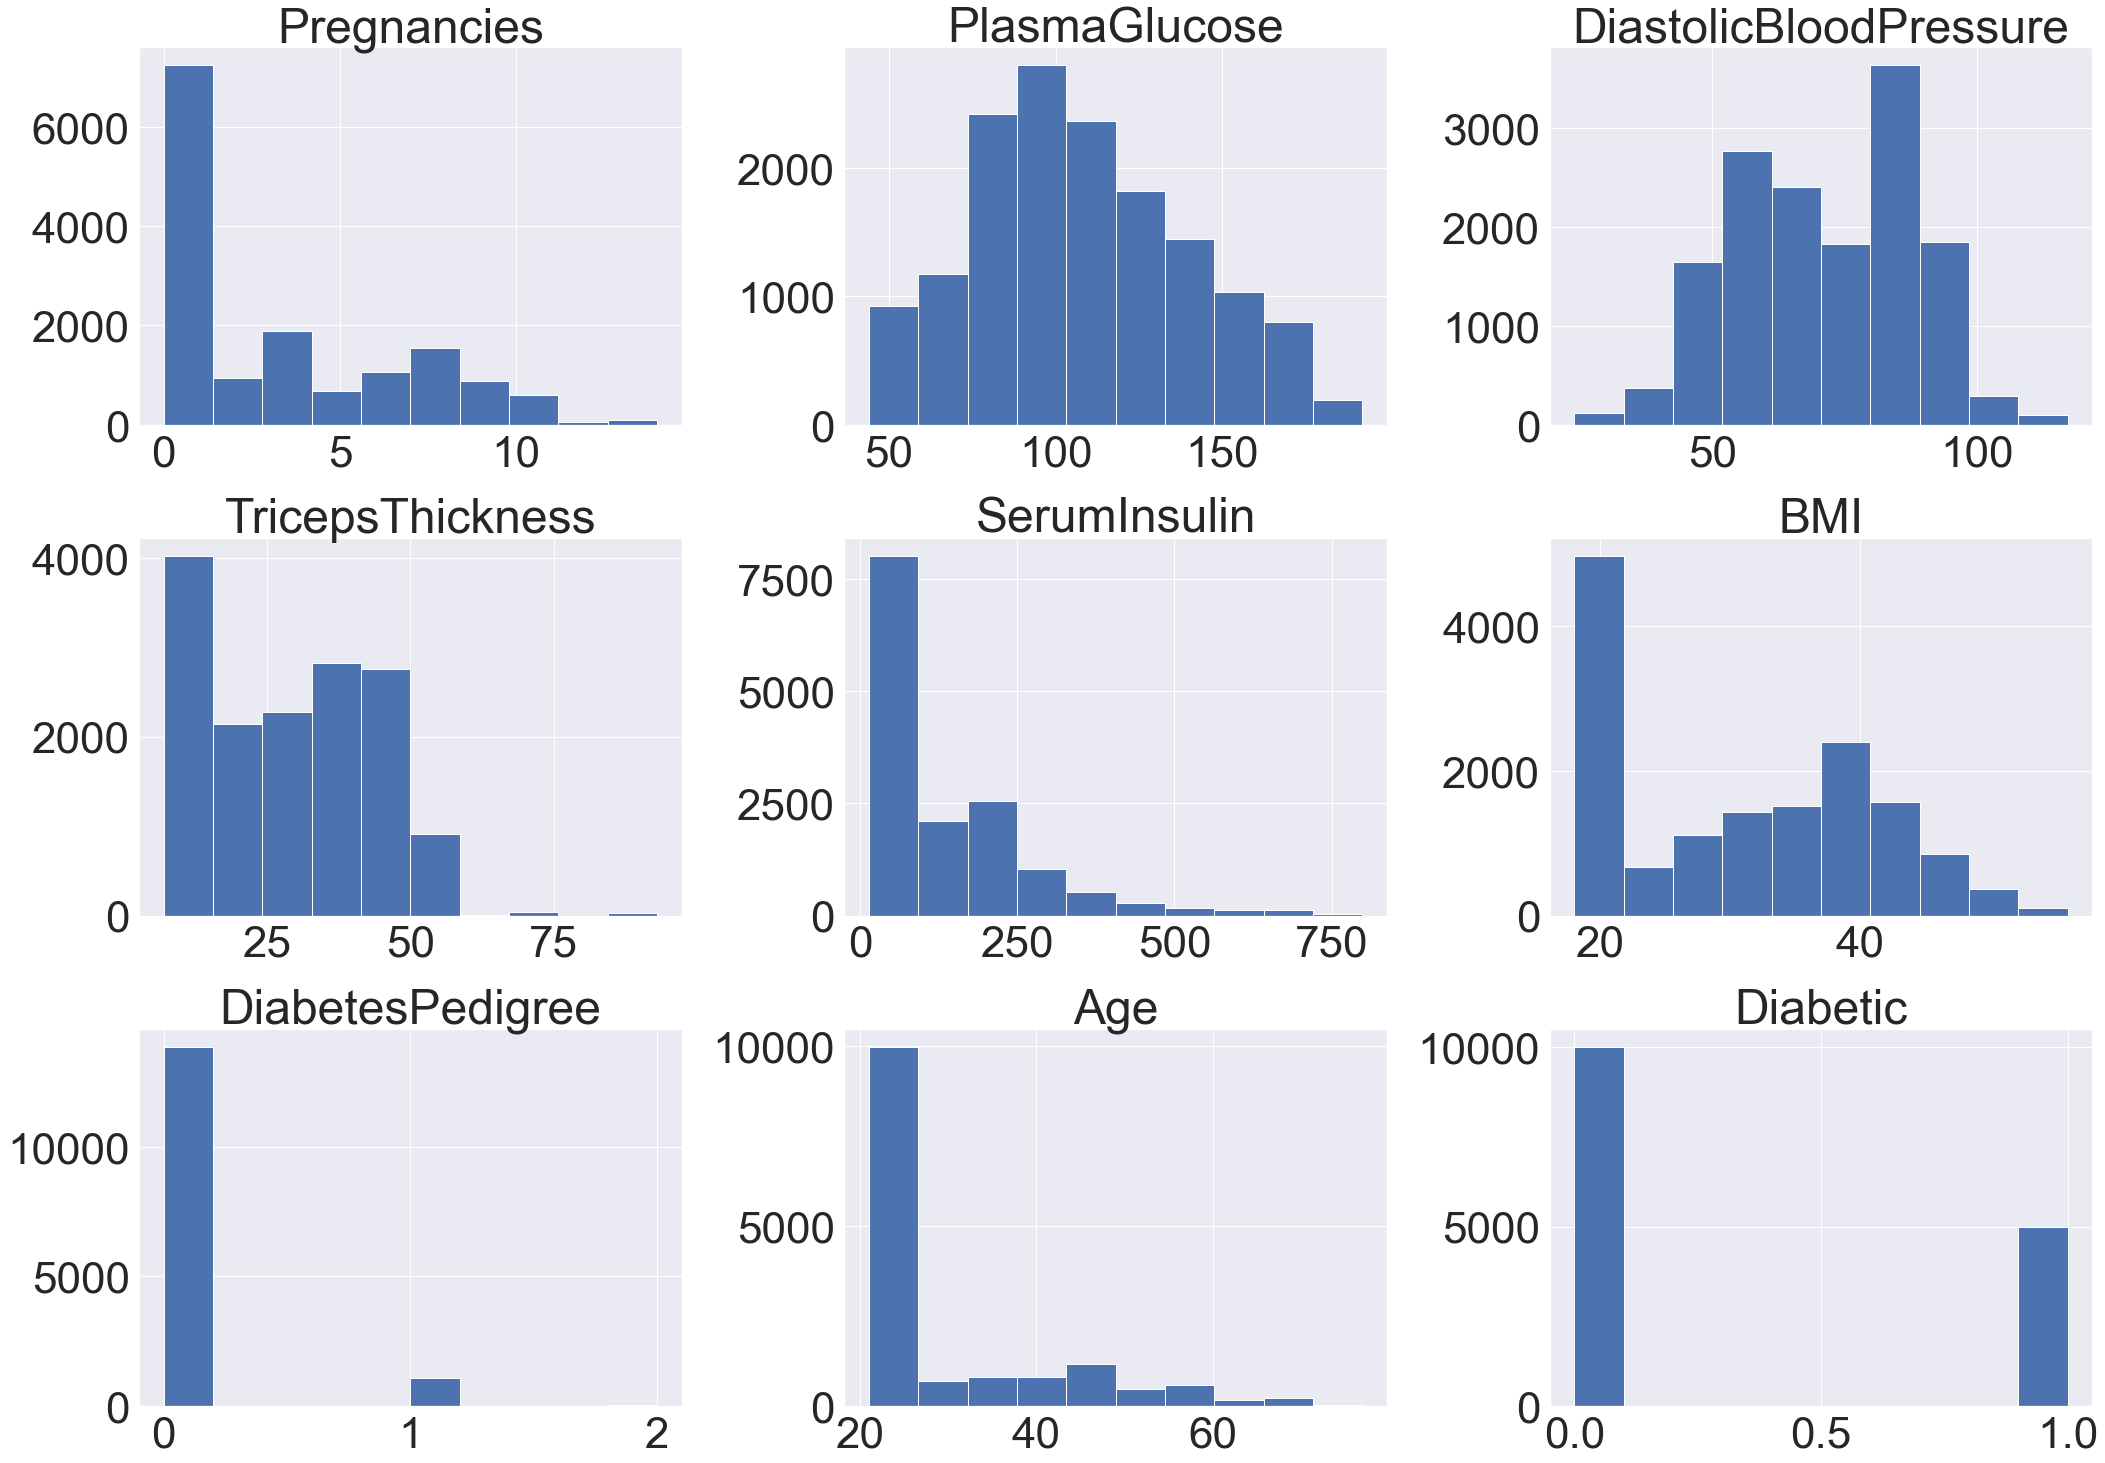 Pregnancies
6000
4000
2000
0
0 5 10
PlasmaGlucose
2000
1000
0
50 100 150
DiastolicBloodPressure
3000
2000
1000
0
50 100
TricepsThickness
4000
2000
0
25 50 75
SerumInsulin
7500
5000
2500
0
0 250 500 750
BMI
4000
2000
0
20 40
DiabetesPedigree
10000
5000
0
0 1 2
Age
10000
5000
0
20 40 60
Diabetic
10000
5000
0
0.0 0.5 1.0